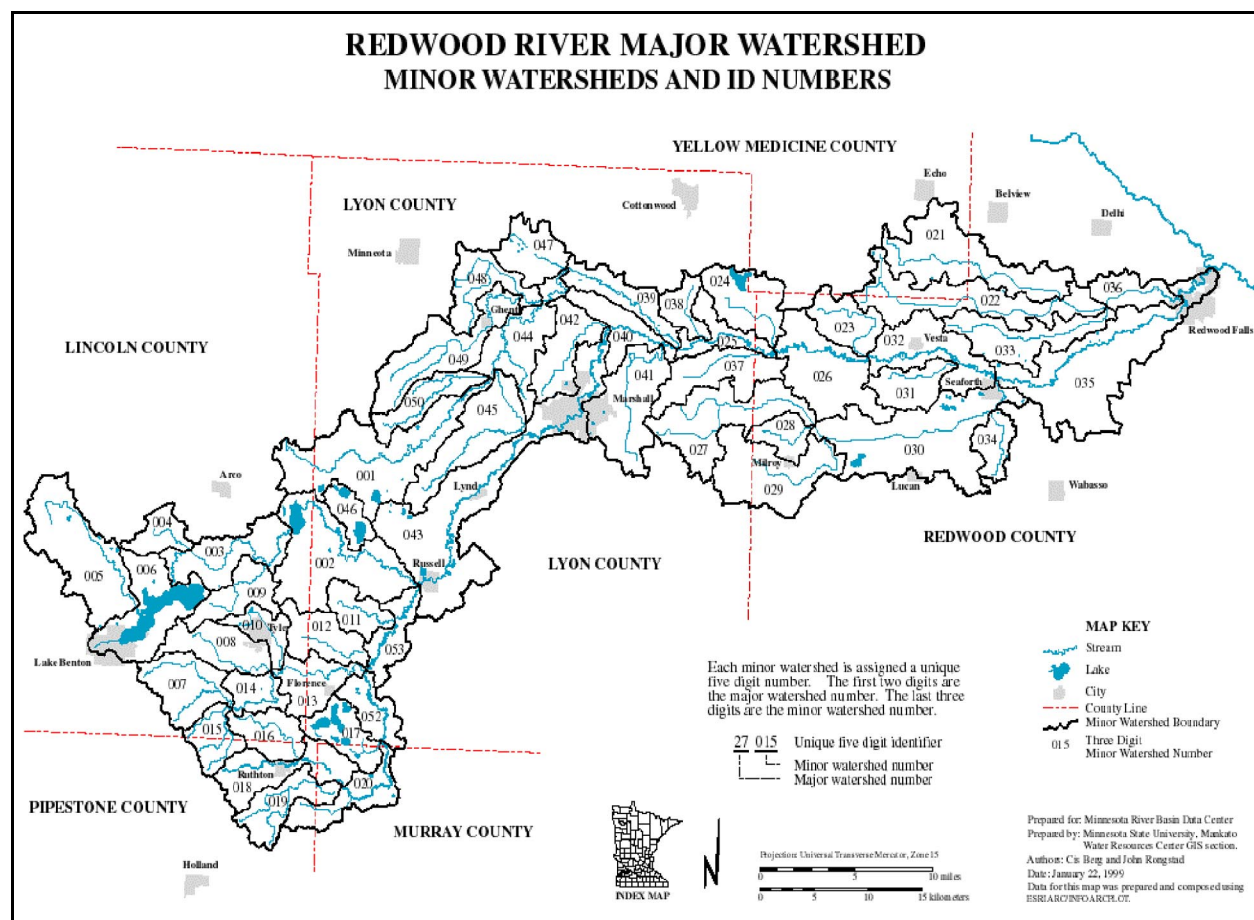 REDWOOD RIVER MAJOR WATERSHED
MINOR WATERSHEDS AND ID NUMBERS
YELLOW MEDICINE COUNTY
Echo
Belview
Cottonwood
LYON COUNTY
Delhi
Minneota
047
021
048
024
036
039
038
022
Ghent
042
023
Redwood Falls
044
040
025
032
Vesta
LINCOLN COUNTY
049
033
041
037
026
Seaforth
035
050
045
Marshall
031
028
034
027
030
Milroy
001
Arco
Lynd
029
Lucan
Wabasso
046
004
043
REDWOOD COUNTY
003
002
Russell
LYON COUNTY
006
005
009
010
Tyler
012
011
008
053
Lake Benton
007
014
Florence
013
052
015
016
017
Ruthton
018
020
019
PIPESTONE COUNTY
MURRAY COUNTY
Holland
MAP KEY
Stream
Lake
City
County Line
Minor Watershed Boundary
015 Three Digit
Minor Watershed Number
Each minor watershed is assigned a unique
five digit number. The first two digits are
the major watershed number. The last three
digits are the minor watershed number.
27 015 Unique five digit identifier
Minor watershed number
Major watershed number
INDEX MAP
N
Projection: Universal Transverse Mercator, Zone 15
0 5 10 miles
0 5 10 15 kilometers
Prepared for: Minnesota River Basin Data Center
Prepared by: Minnesota State University, Mankato
Water Resources Center GIS section.
Authors: Cis Berg and John Rongstad
Date: January 22, 1999
Data for this map was prepared and composed using
ESRI ARC/INFO ARCPLOT.